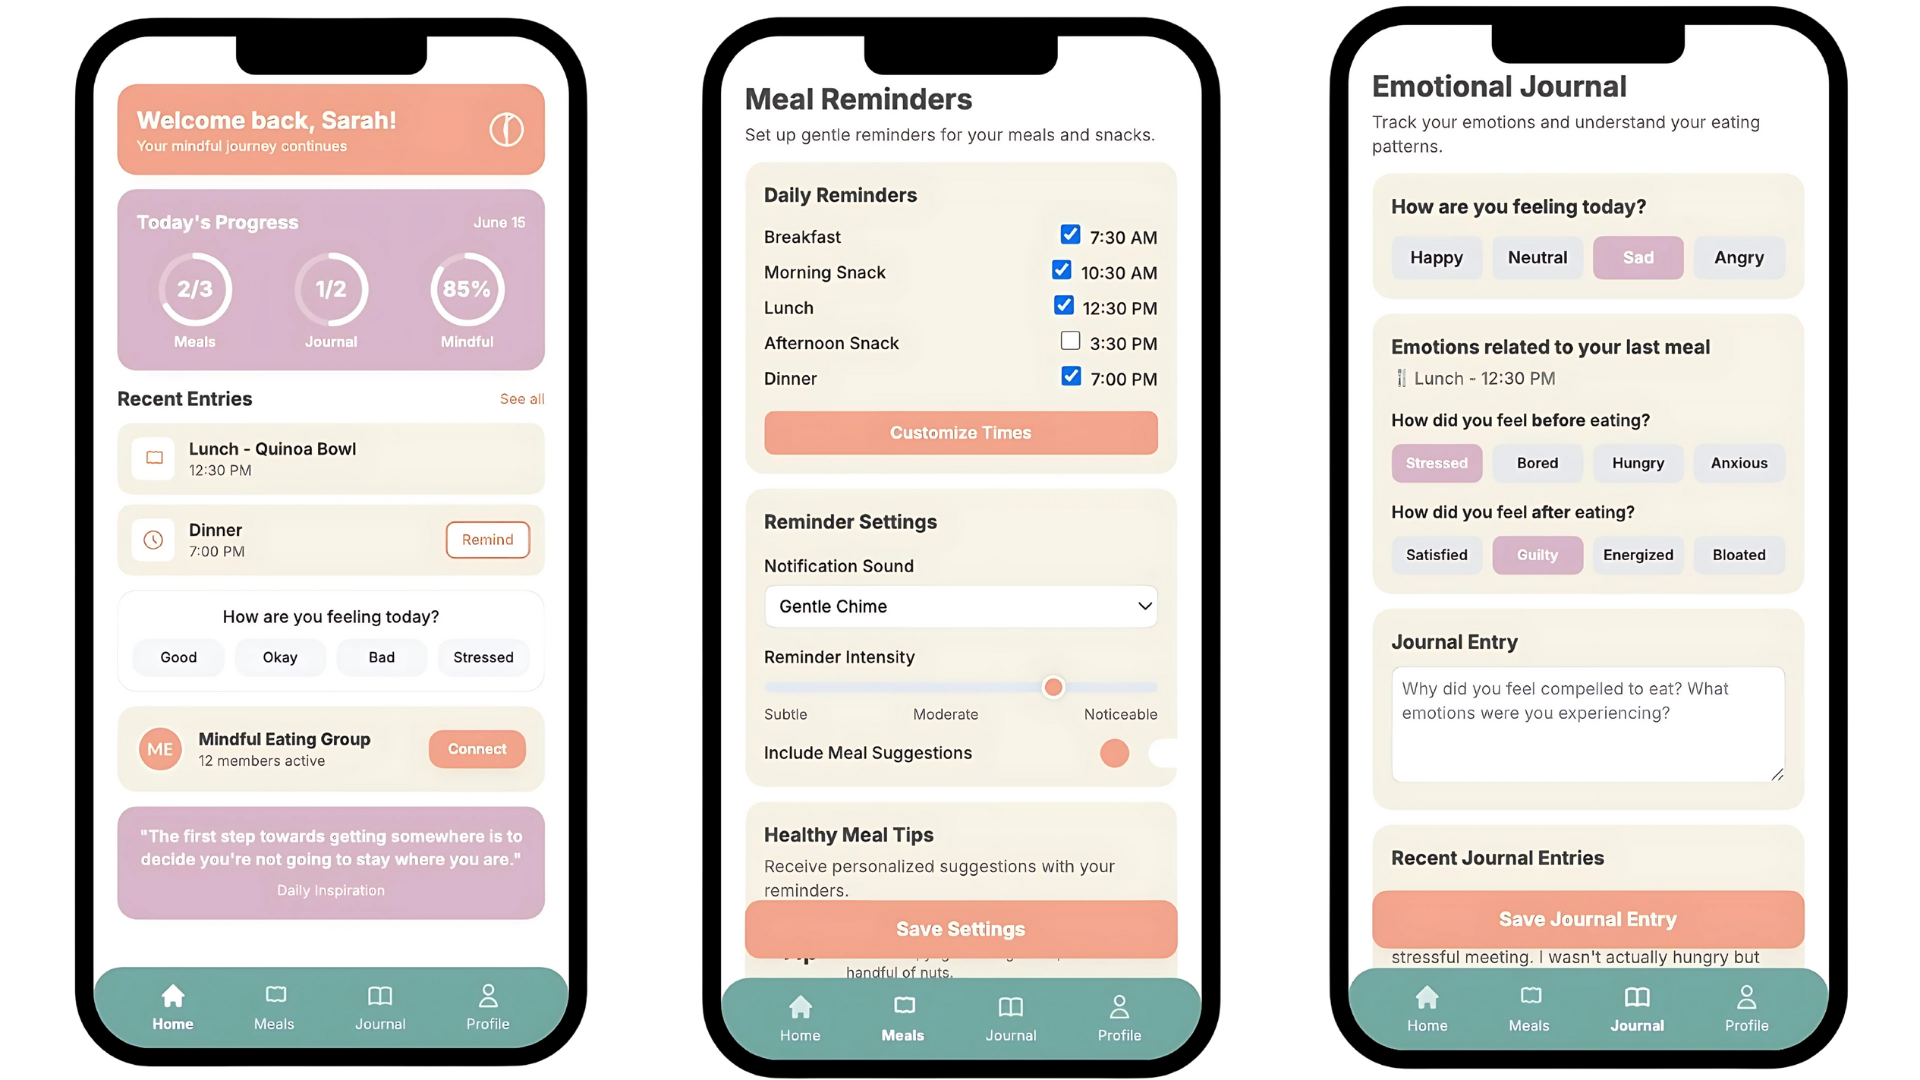 Welcome back, Sarah!
Your mindful journey continues
Today's Progress
June 15
2/3
1/2
85%
Meals
Journal
Mindful
Recent Entries
See all
Lunch - Quinoa Bowl
12:30 PM
Dinner
7:00 PM
Remind
How are you feeling today?
Good
Okay
Bad
Stressed
ME
Mindful Eating Group
12 members active
Connect
"The first step towards getting somewhere is to
decide you're not going to stay where you are."
Daily Inspiration
Home
Meals
Journal
Profile
Meal Reminders
Set up gentle reminders for your meals and snacks.
Daily Reminders
Breakfast
7:30 AM
Morning Snack
10:30 AM
Lunch
12:30 PM
Afternoon Snack
3:30 PM
Dinner
7:00 PM
Customize Times
Reminder Settings
Notification Sound
Gentle Chime
Reminder Intensity
Subtle
Moderate
Noticeable
Include Meal Suggestions
Healthy Meal Tips
Receive personalized suggestions with your
reminders.
Save Settings
handful of nuts.
Home
Meals
Journal
Profile
Emotional Journal
Track your emotions and understand your eating
patterns.
How are you feeling today?
Happy
Neutral
Sad
Angry
Emotions related to your last meal
Lunch - 12:30 PM
How did you feel before eating?
Stressed
Bored
Hungry
Anxious
How did you feel after eating?
Satisfied
Guilty
Energized
Bloated
Journal Entry
Why did you feel compelled to eat? What
emotions were you experiencing?
Recent Journal Entries
Save Journal Entry
stressful meeting. I wasn't actually hungry but
Home
Meals
Journal
Profile